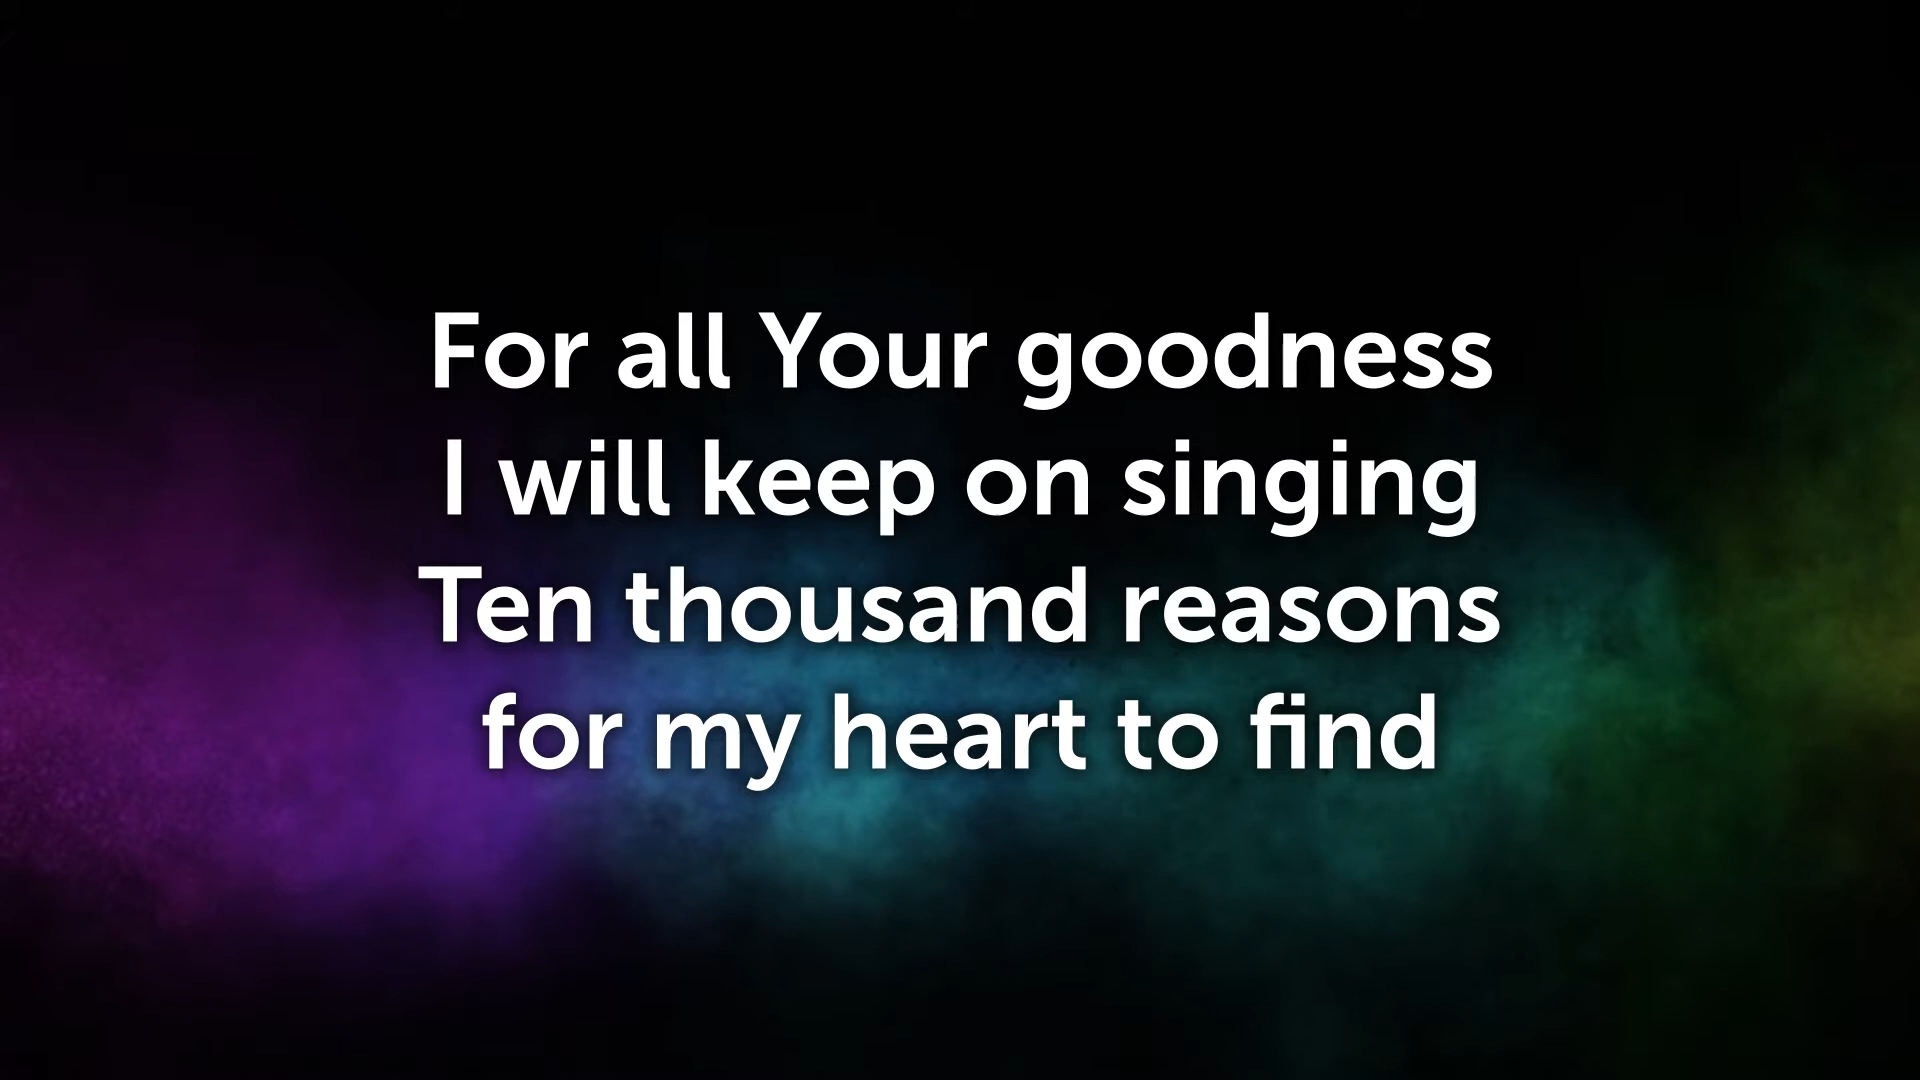 For all Your goodness
I will keep on singing
Ten thousand reasons
for my heart to find